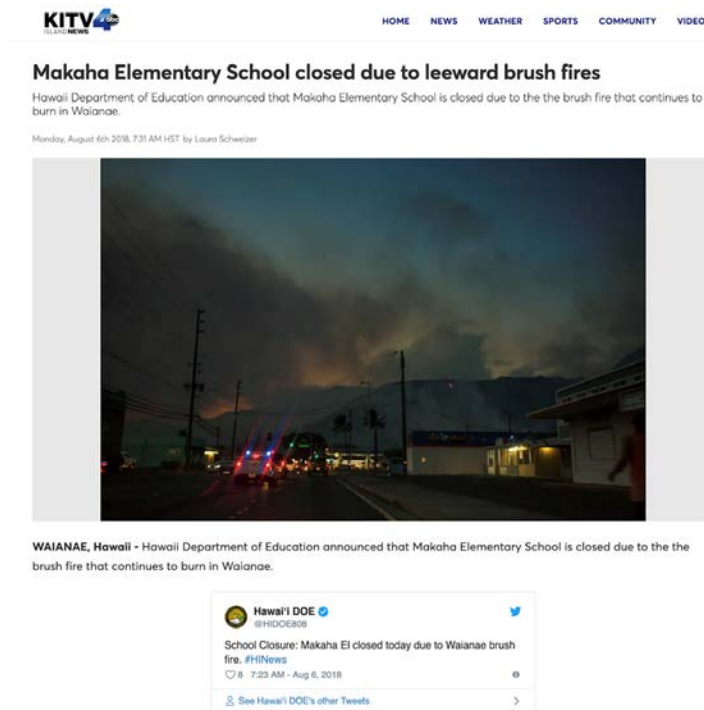 KITV4 abc
ISLAND NEWS
HOME NEWS WEATHER SPORTS COMMUNITY VIDEO
Makaha Elementary School closed due to leeward brush fires
Hawaii Department of Education announced that Makaha Elementary School is closed due to the the brush fire that continues to
burn in Waianae.
Monday, August 6th 2018, 7:31 AM HST by Laura Schweizer
WAIANAE, Hawaii - Hawaii Department of Education announced that Makaha Elementary School is closed due to the the
brush fire that continues to burn in Waianae.
Hawai'i DOE
@HIDOE808
School Closure: Makaha El closed today due to Waianae brush
fire. #HINews
8 7:23 AM - Aug 6, 2018
See Hawai'i DOE's other Tweets